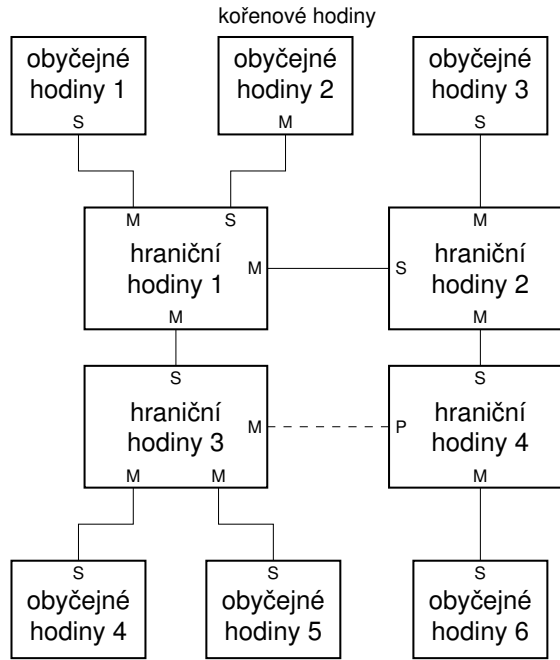 kořenové hodiny
obyčejné
hodiny 1
S
obyčejné
hodiny 2
M
obyčejné
hodiny 3
S
M
S
hraniční
hodiny 1
M
M
M
S
hraniční
hodiny 2
M
S
hraniční
hodiny 3
M
M
M
S
P
hraniční
hodiny 4
M
S
obyčejné
hodiny 4
S
obyčejné
hodiny 5
S
obyčejné
hodiny 6